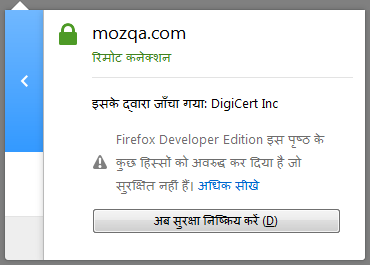 mozqa.com
रिमोट कनेक्शन
इसके द्वारा जाँचा गया: DigiCert Inc
Firefox Developer Edition इस पृष्ठ के
कुछ हिस्सों को अवरुद्ध कर दिया है जो
सुरक्षित नहीं हैं। अधिक सीखे
अब सुरक्षा निष्क्रिय करें (D)